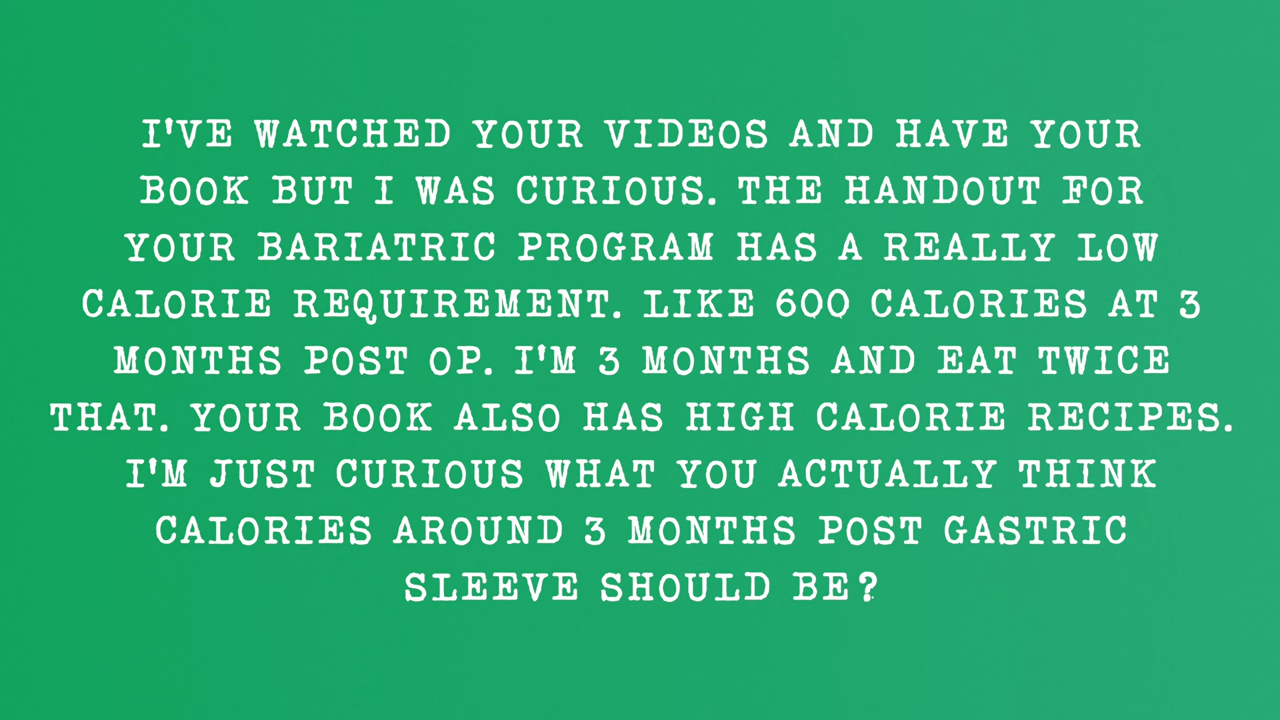 I'VE WATCHED YOUR VIDEOS AND HAVE YOUR
BOOK BUT I WAS CURIOUS. THE HANDOUT FOR
YOUR BARIATRIC PROGRAM HAS A REALLY LOW
CALORIE REQUIREMENT. LIKE 600 CALORIES AT 3
MONTHS POST OP. I'M 3 MONTHS AND EAT TWICE
THAT. YOUR BOOK ALSO HAS HIGH CALORIE RECIPES.
I'M JUST CURIOUS WHAT YOU ACTUALLY THINK
CALORIES AROUND 3 MONTHS POST GASTRIC
SLEEVE SHOULD BE?